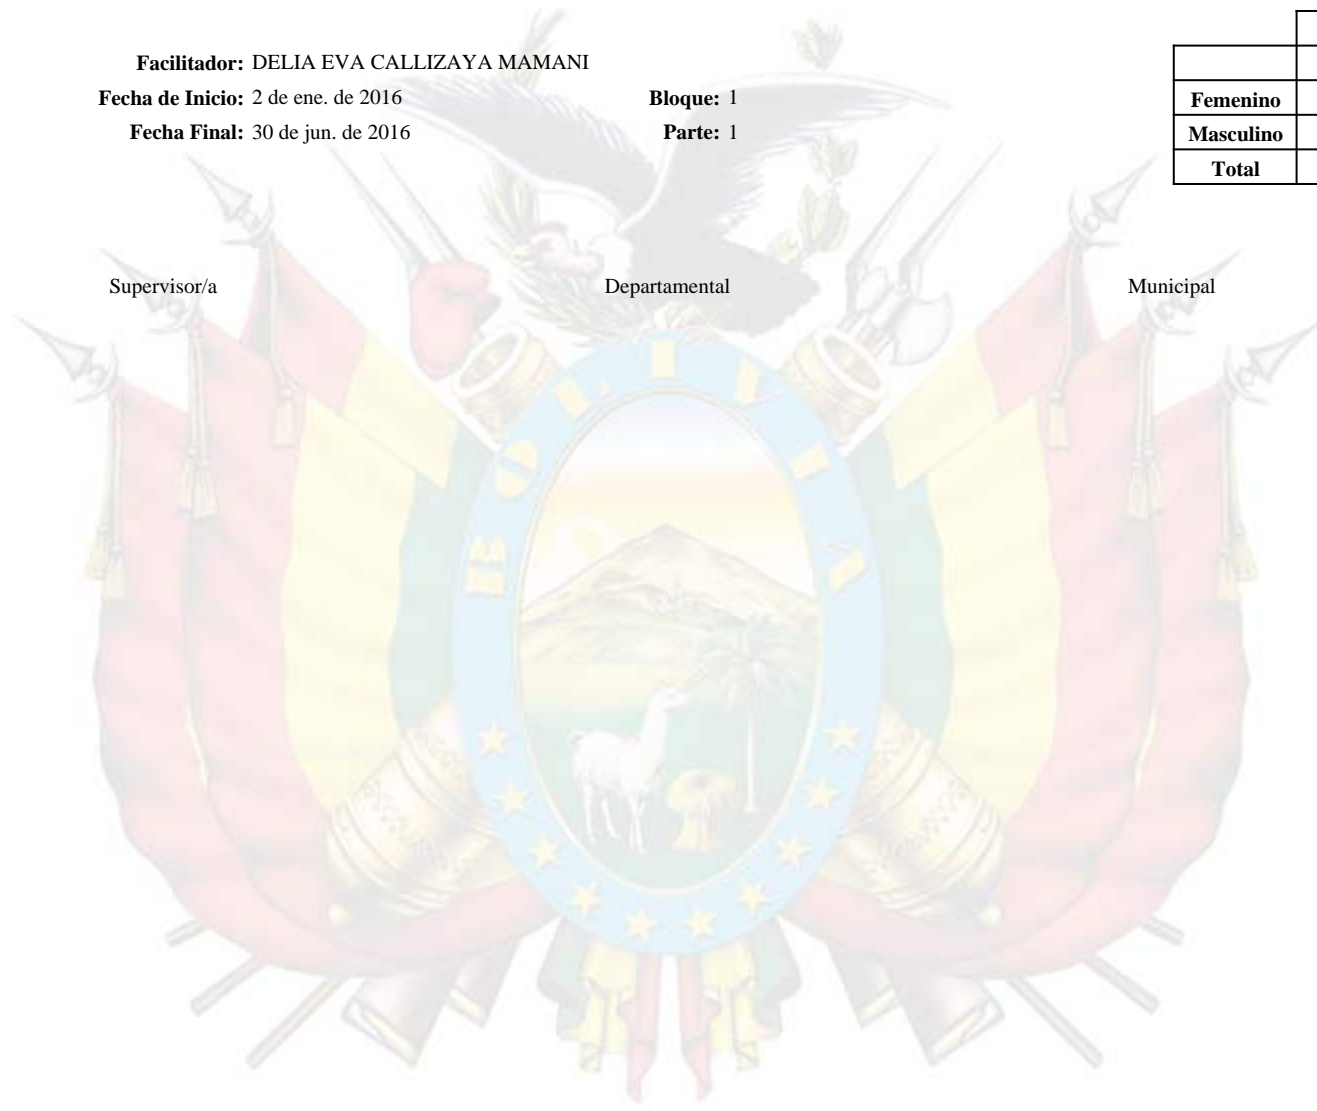 Facilitador: DELIA EVA CALLIZAYA MAMANI
Fecha de Inicio: 2 de ene. de 2016 Bloque: 1
Femenino
Fecha Final: 30 de jun. de 2016 Parte: 1
Masculino
Total
Supervisor/a Departamental Municipal
BOLIVIA